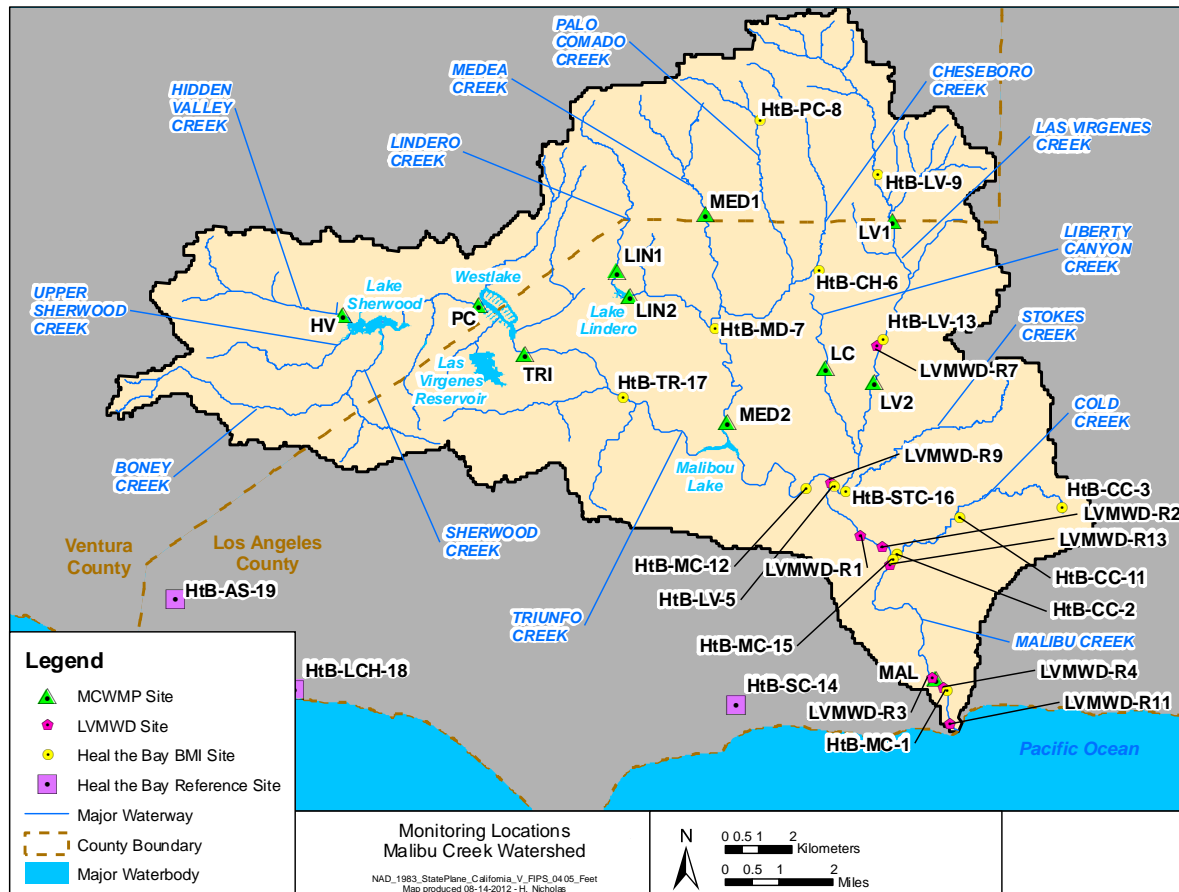 PALO
COMADO
CREEK
MEDEA
CREEK
CHESEBORO
CREEK
HIDDEN
VALLEY
CREEK
HtB-PC-8
LAS VIRGENES
CREEK
LINDERO
CREEK
HtB-LV-9
MED1
LV1
LIBERTY
CANYON
CREEK
LIN1
Westlake
HtB-CH-6
UPPER
SHERWOOD
CREEK
Lake
Sherwood
PC
LIN2
HV
Lake
Lindero
HtB-MD-7
HtB-LV-13
STOKES
CREEK
TRI
LC
LVMWD-R7
Las
Virgenes
Reservoir
HtB-TR-17
LV2
COLD
CREEK
MED2
BONEY
CREEK
Malibou
Lake
LVMWD-R9
HtB-STC-16
HtB-CC-3
LVMWD-R2
SHERWOOD
CREEK
LVMWD-R13
Ventura
County
Los Angeles
County
HtB-MC-12
LVMWD-R1
HtB-CC-11
HtB-AS-19
HtB-LV-5
HtB-CC-2
TRIUNFO
CREEK
HtB-MC-15
MALIBU CREEK
HtB-LCH-18
MAL
LVMWD-R4
HtB-SC-14
LVMWD-R3
LVMWD-R11
HtB-MC-1
Pacific Ocean
Legend
MCWMP Site
LVMWD Site
Heal the Bay BMI Site
Heal the Bay Reference Site
Major Waterway
County Boundary
Major Waterbody
Monitoring Locations
Malibu Creek Watershed
NAD_1983_StatePlane_California_V_FIPS_0405_Feet
Map produced 08-14-2012 - H. Nicholas
N
0 0.5 1 2
Kilometers
0 0.5 1 2
Miles